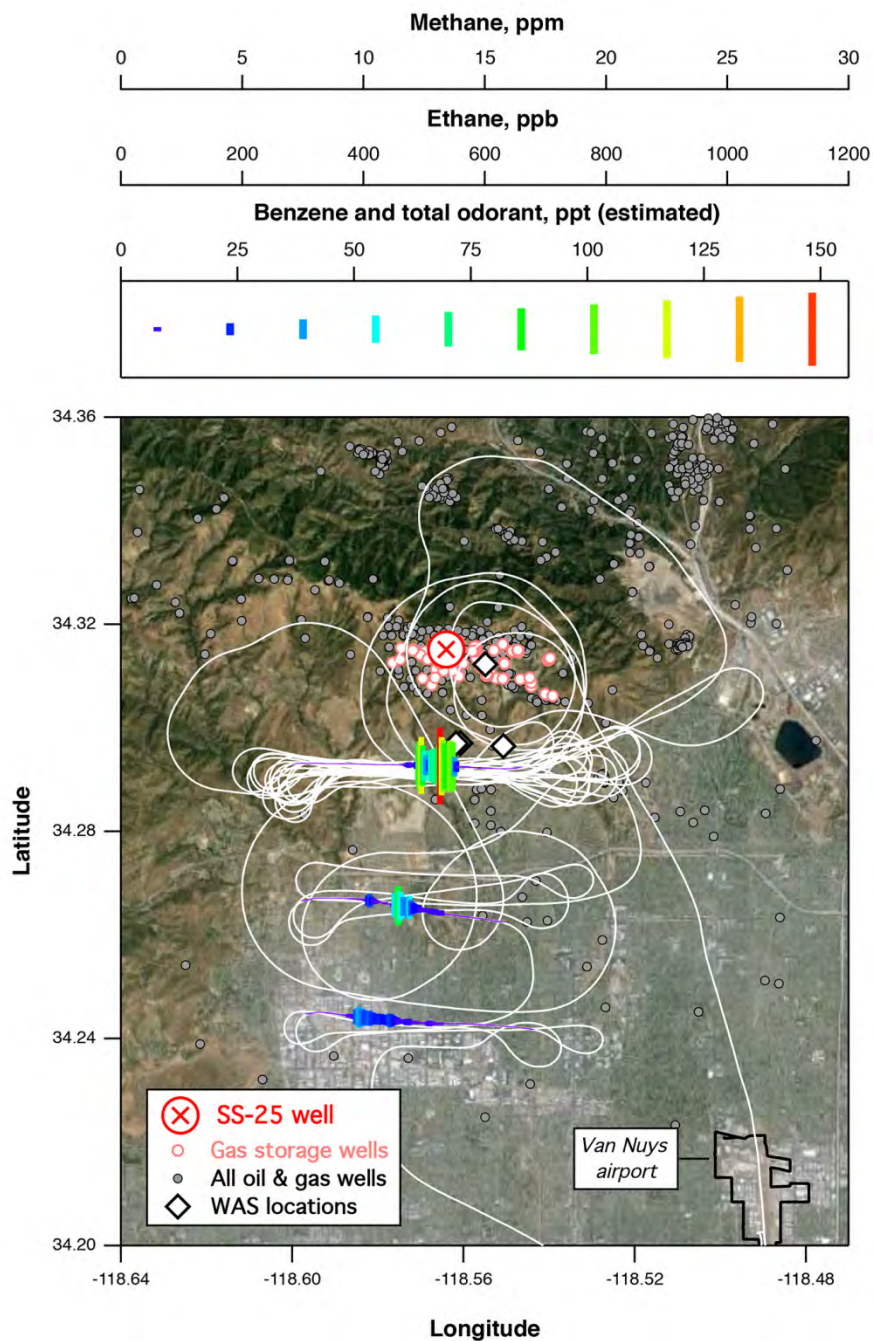 Methane, ppm
0 5 10 15 20 25 30
Ethane, ppb
0 200 400 600 800 1000 1200
Benzene and total odorant, ppt (estimated)
0 25 50 75 100 125 150
34.36
34.32
34.28
34.24
34.20
Latitude
SS-25 well
Gas storage wells
All oil & gas wells
WAS locations
Van Nuys
airport
-118.64 -118.60 -118.56 -118.52 -118.48
Longitude